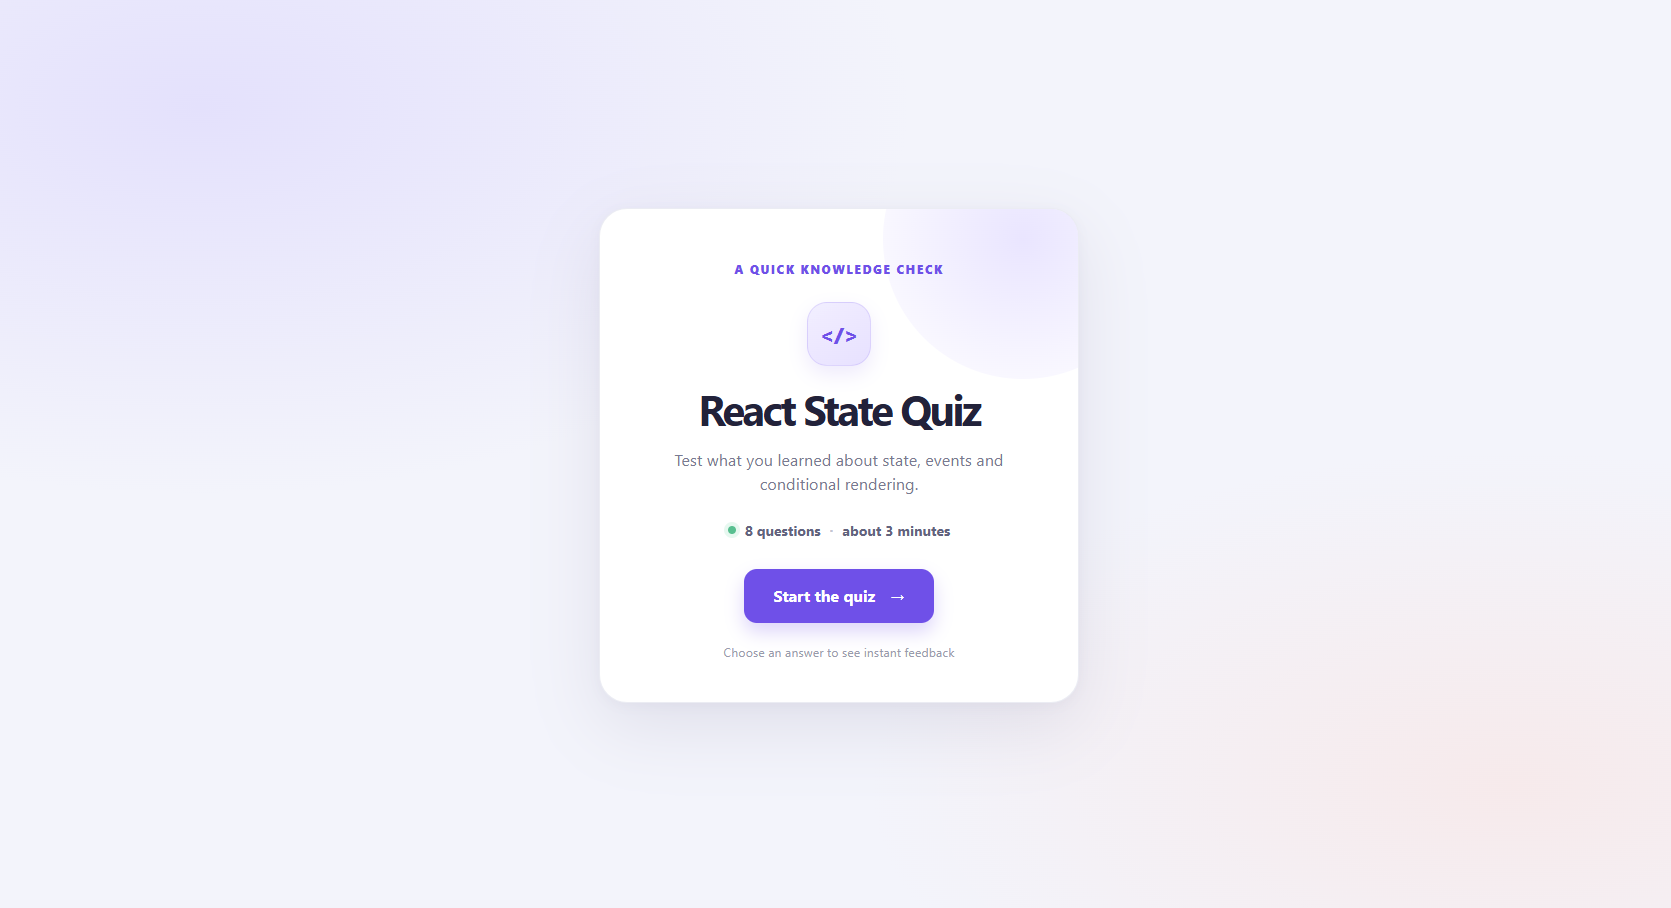 A QUICK KNOWLEDGE CHECK
</>
React State Quiz
Test what you learned about state, events and
conditional rendering.
8 questions · about 3 minutes
Start the quiz →
Choose an answer to see instant feedback